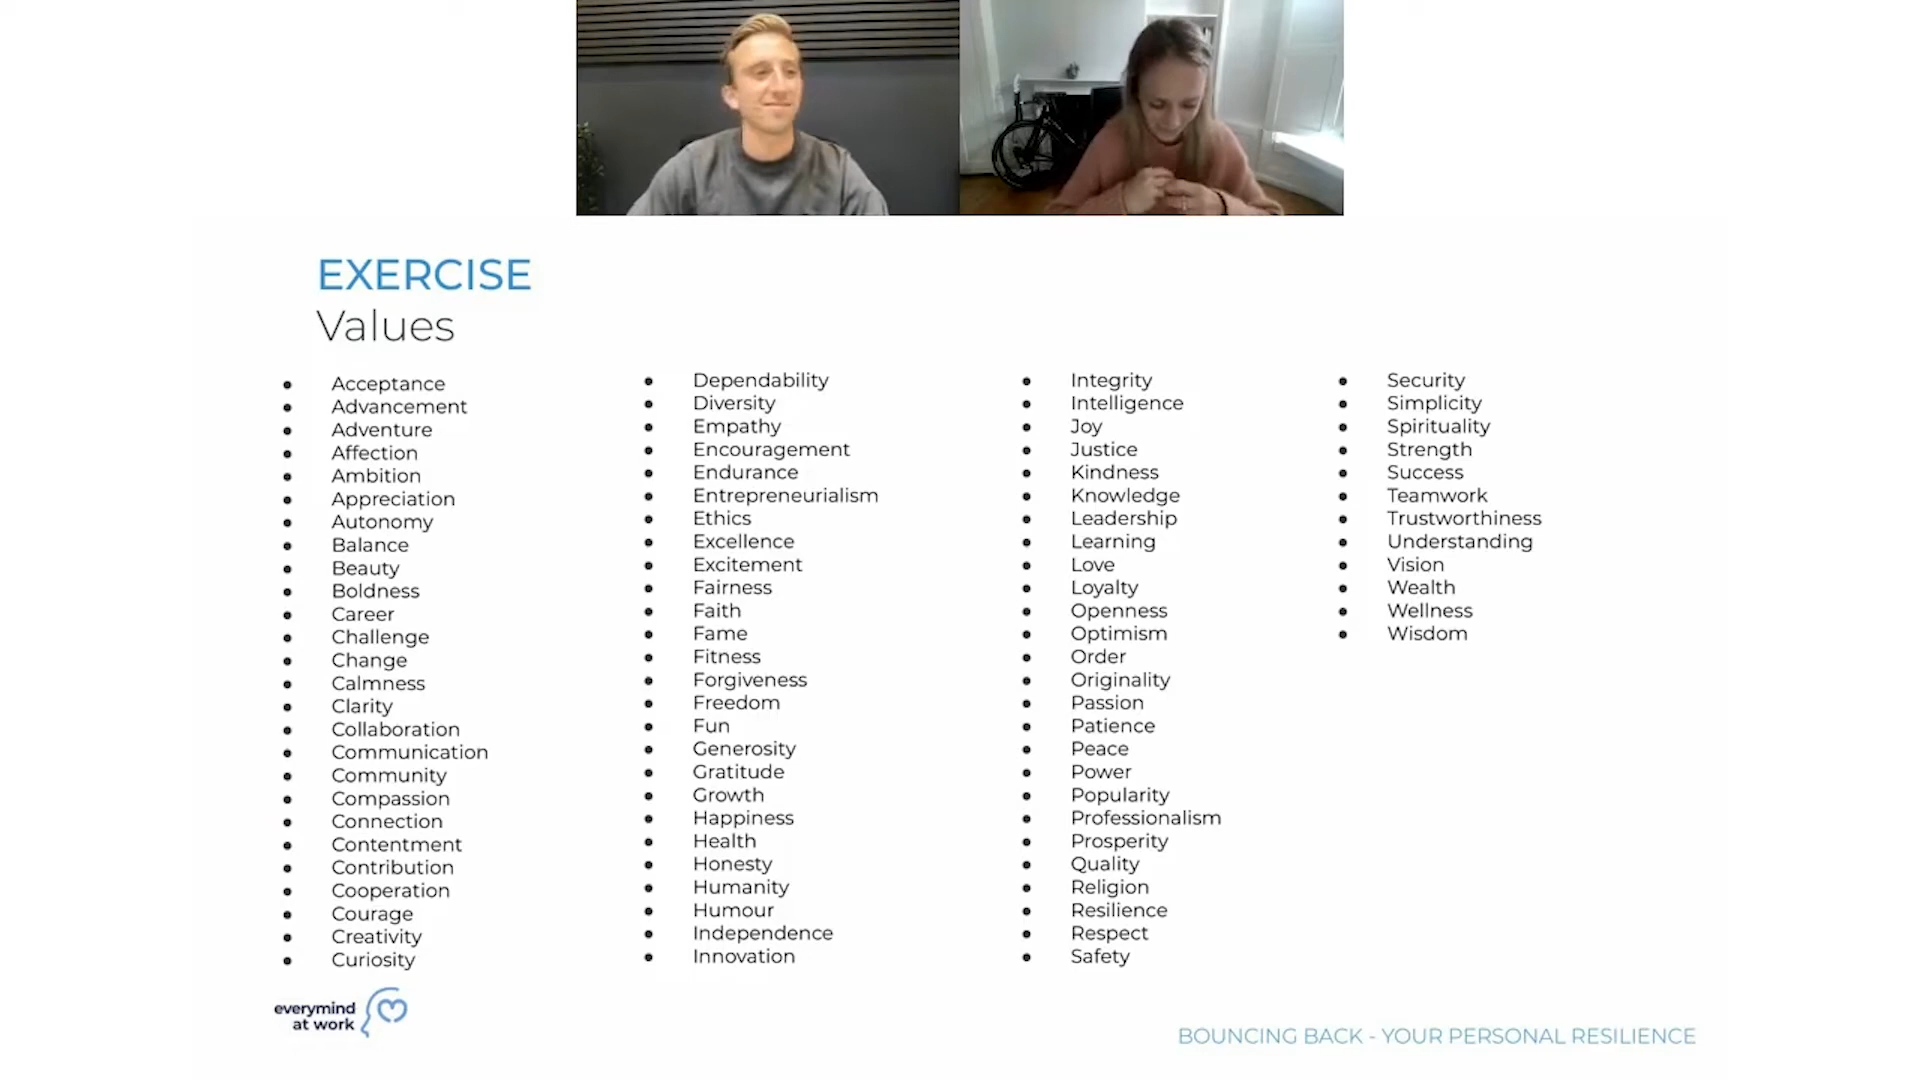 EXERCISE
Values
Acceptance
Advancement
Adventure
Affection
Ambition
Appreciation
Autonomy
Balance
Beauty
Boldness
Career
Challenge
Change
Calmness
Clarity
Collaboration
Communication
Community
Compassion
Connection
Contentment
Contribution
Cooperation
Courage
Creativity
Curiosity
Dependability
Diversity
Empathy
Encouragement
Endurance
Entrepreneurialism
Ethics
Excellence
Excitement
Fairness
Faith
Fame
Fitness
Forgiveness
Freedom
Fun
Generosity
Gratitude
Growth
Happiness
Health
Honesty
Humanity
Humour
Independence
Innovation
Integrity
Intelligence
Joy
Justice
Kindness
Knowledge
Leadership
Learning
Love
Loyalty
Openness
Optimism
Order
Originality
Passion
Patience
Peace
Power
Popularity
Professionalism
Prosperity
Quality
Religion
Resilience
Respect
Safety
Security
Simplicity
Spirituality
Strength
Success
Teamwork
Trustworthiness
Understanding
Vision
Wealth
Wellness
Wisdom
everymind
at work
BOUNCING BACK - YOUR PERSONAL RESILIENCE